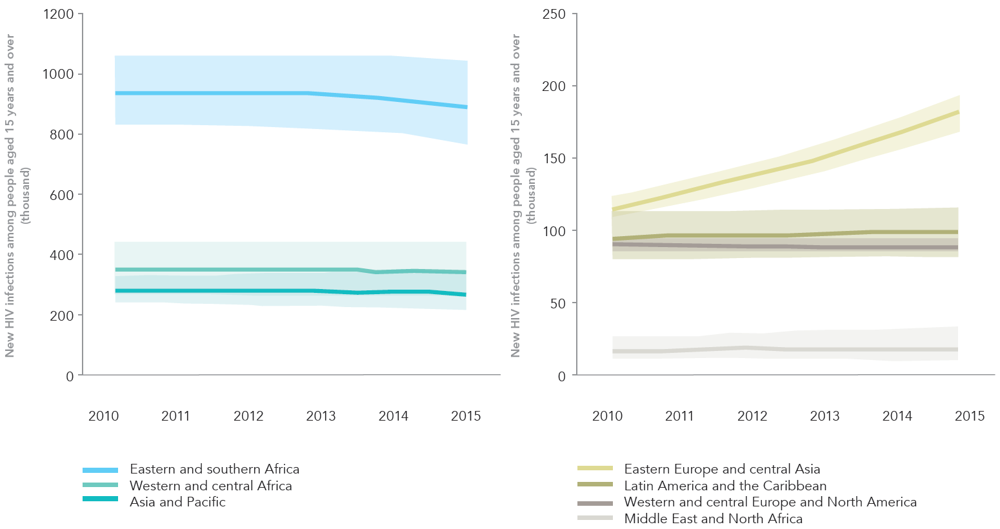 New HIV infections among people aged 15 years and over
(thousand)
1200
1000
800
600
400
200
0
2010 2011 2012 2013 2014 2015
Eastern and southern Africa
Western and central Africa
Asia and Pacific
New HIV infections among people aged 15 years and over
(thousand)
250
200
150
100
50
0
2010 2011 2012 2013 2014 2015
Eastern Europe and central Asia
Latin America and the Caribbean
Western and central Europe and North America
Middle East and North Africa